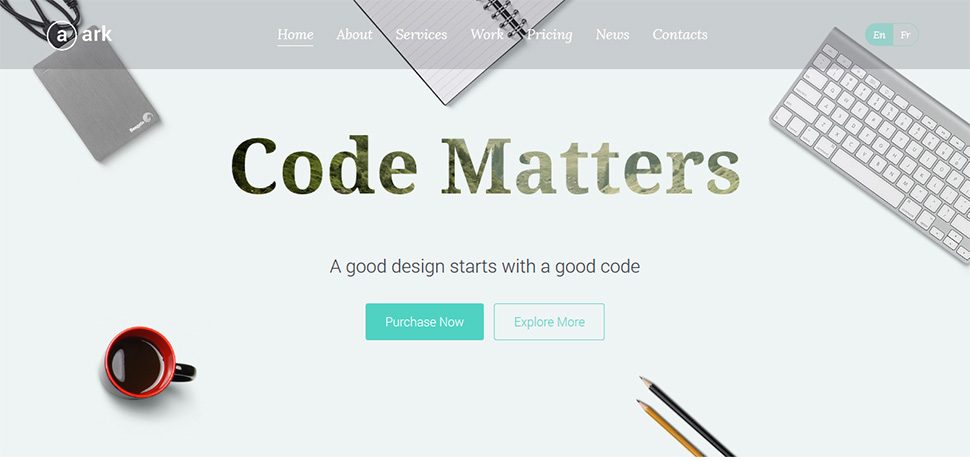 a ark
Home About Services Work Pricing News Contacts
En Fr
Seagate
Code Matters
A good design starts with a good code
Purchase Now Explore More